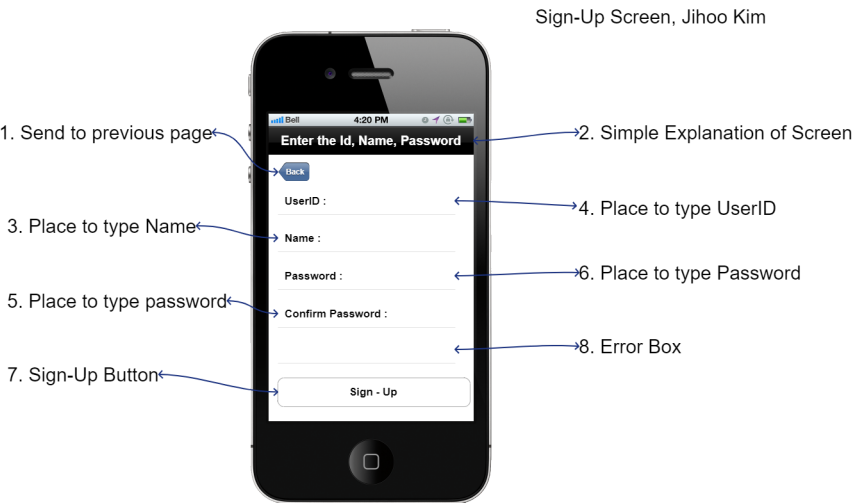 Sign-Up Screen, Jihoo Kim
Bell 4:20 PM
1. Send to previous page
Enter the Id, Name, Password
2. Simple Explanation of Screen
Back
UserID :
4. Place to type UserID
3. Place to type Name
Name :
Password :
6. Place to type Password
5. Place to type password
Confirm Password :
8. Error Box
7. Sign-Up Button
Sign - Up